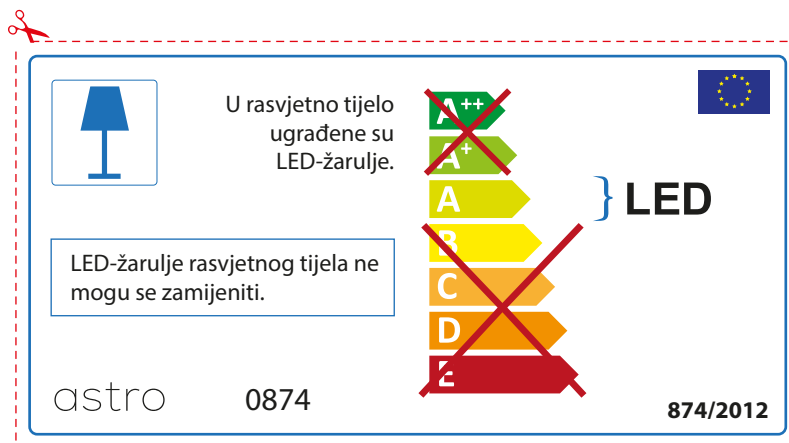 U rasvjetno tijelo
ugrađene su
LED-žarulje.
LED-žarulje rasvjetnog tijela ne
mogu se zamijeniti.
astro
0874
A++
A+
A
B
C
D
E
LED
874/2012